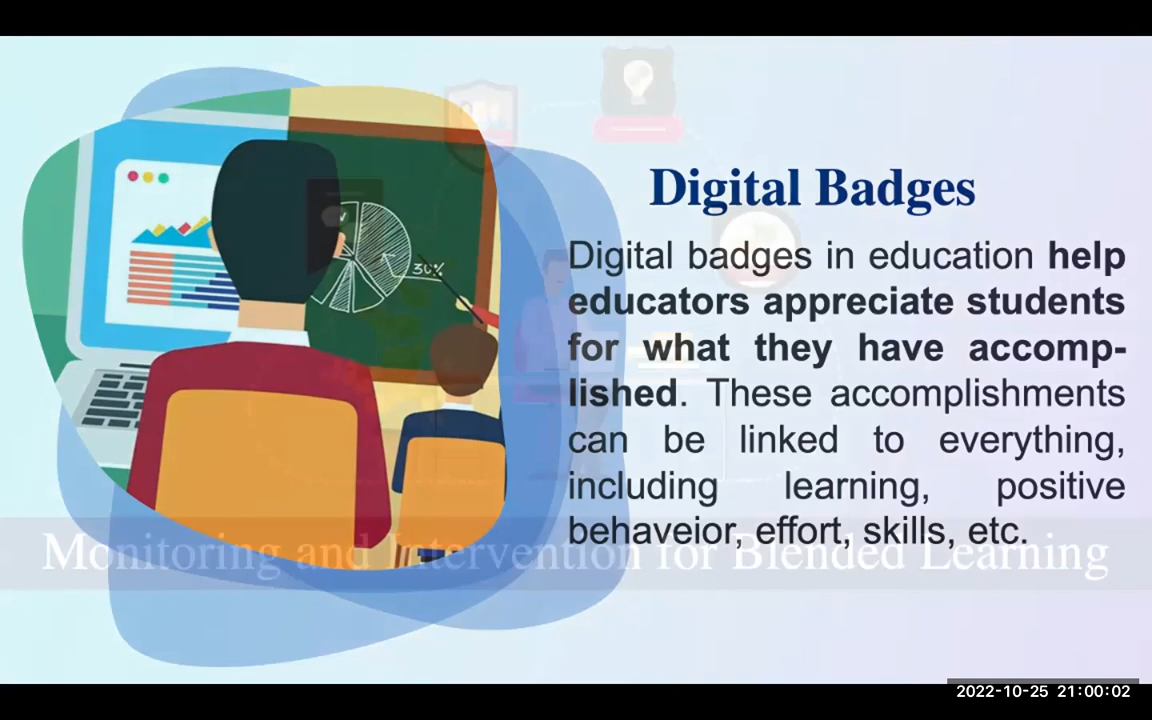 Digital Badges
Digital badges in education help
educators appreciate students
for what they have accomp-
lished. These accomplishments
can be linked to everything,
including learning, positive
behaveior, effort, skills, etc.
30%
Monitoring and Intervention for Blended Learning
2022-10-25 21:00:02